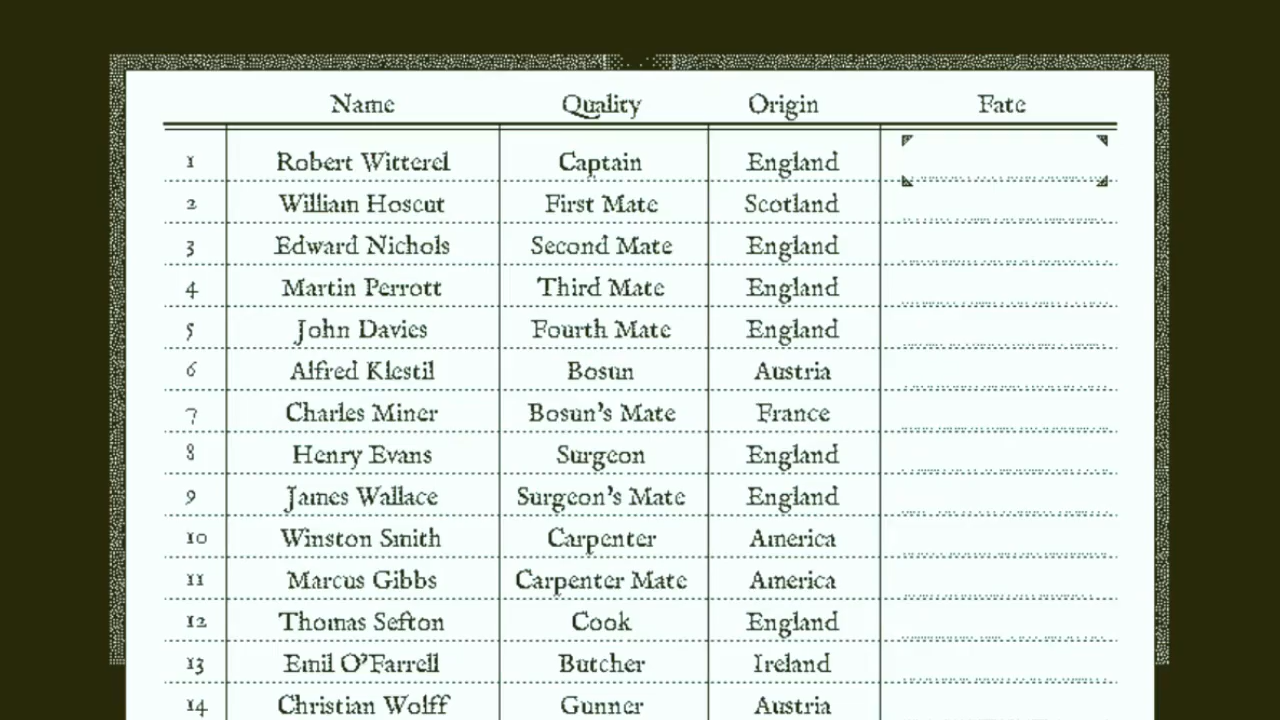 Name Quality Origin Fate
1 Robert Witterel Captain England
2 William Hoscut First Mate Scotland
3 Edward Nichols Second Mate England
4 Martin Perrott Third Mate England
5 John Davies Fourth Mate England
6 Alfred Klestil Bosun Austria
7 Charles Miner Bosun's Mate France
8 Henry Evans Surgeon England
9 James Wallace Surgeon's Mate England
10 Winston Smith Carpenter America
11 Marcus Gibbs Carpenter Mate America
12 Thomas Sefton Cook England
13 Emil O'Farrell Butcher Ireland
14 Christian Wolff Gunner Austria